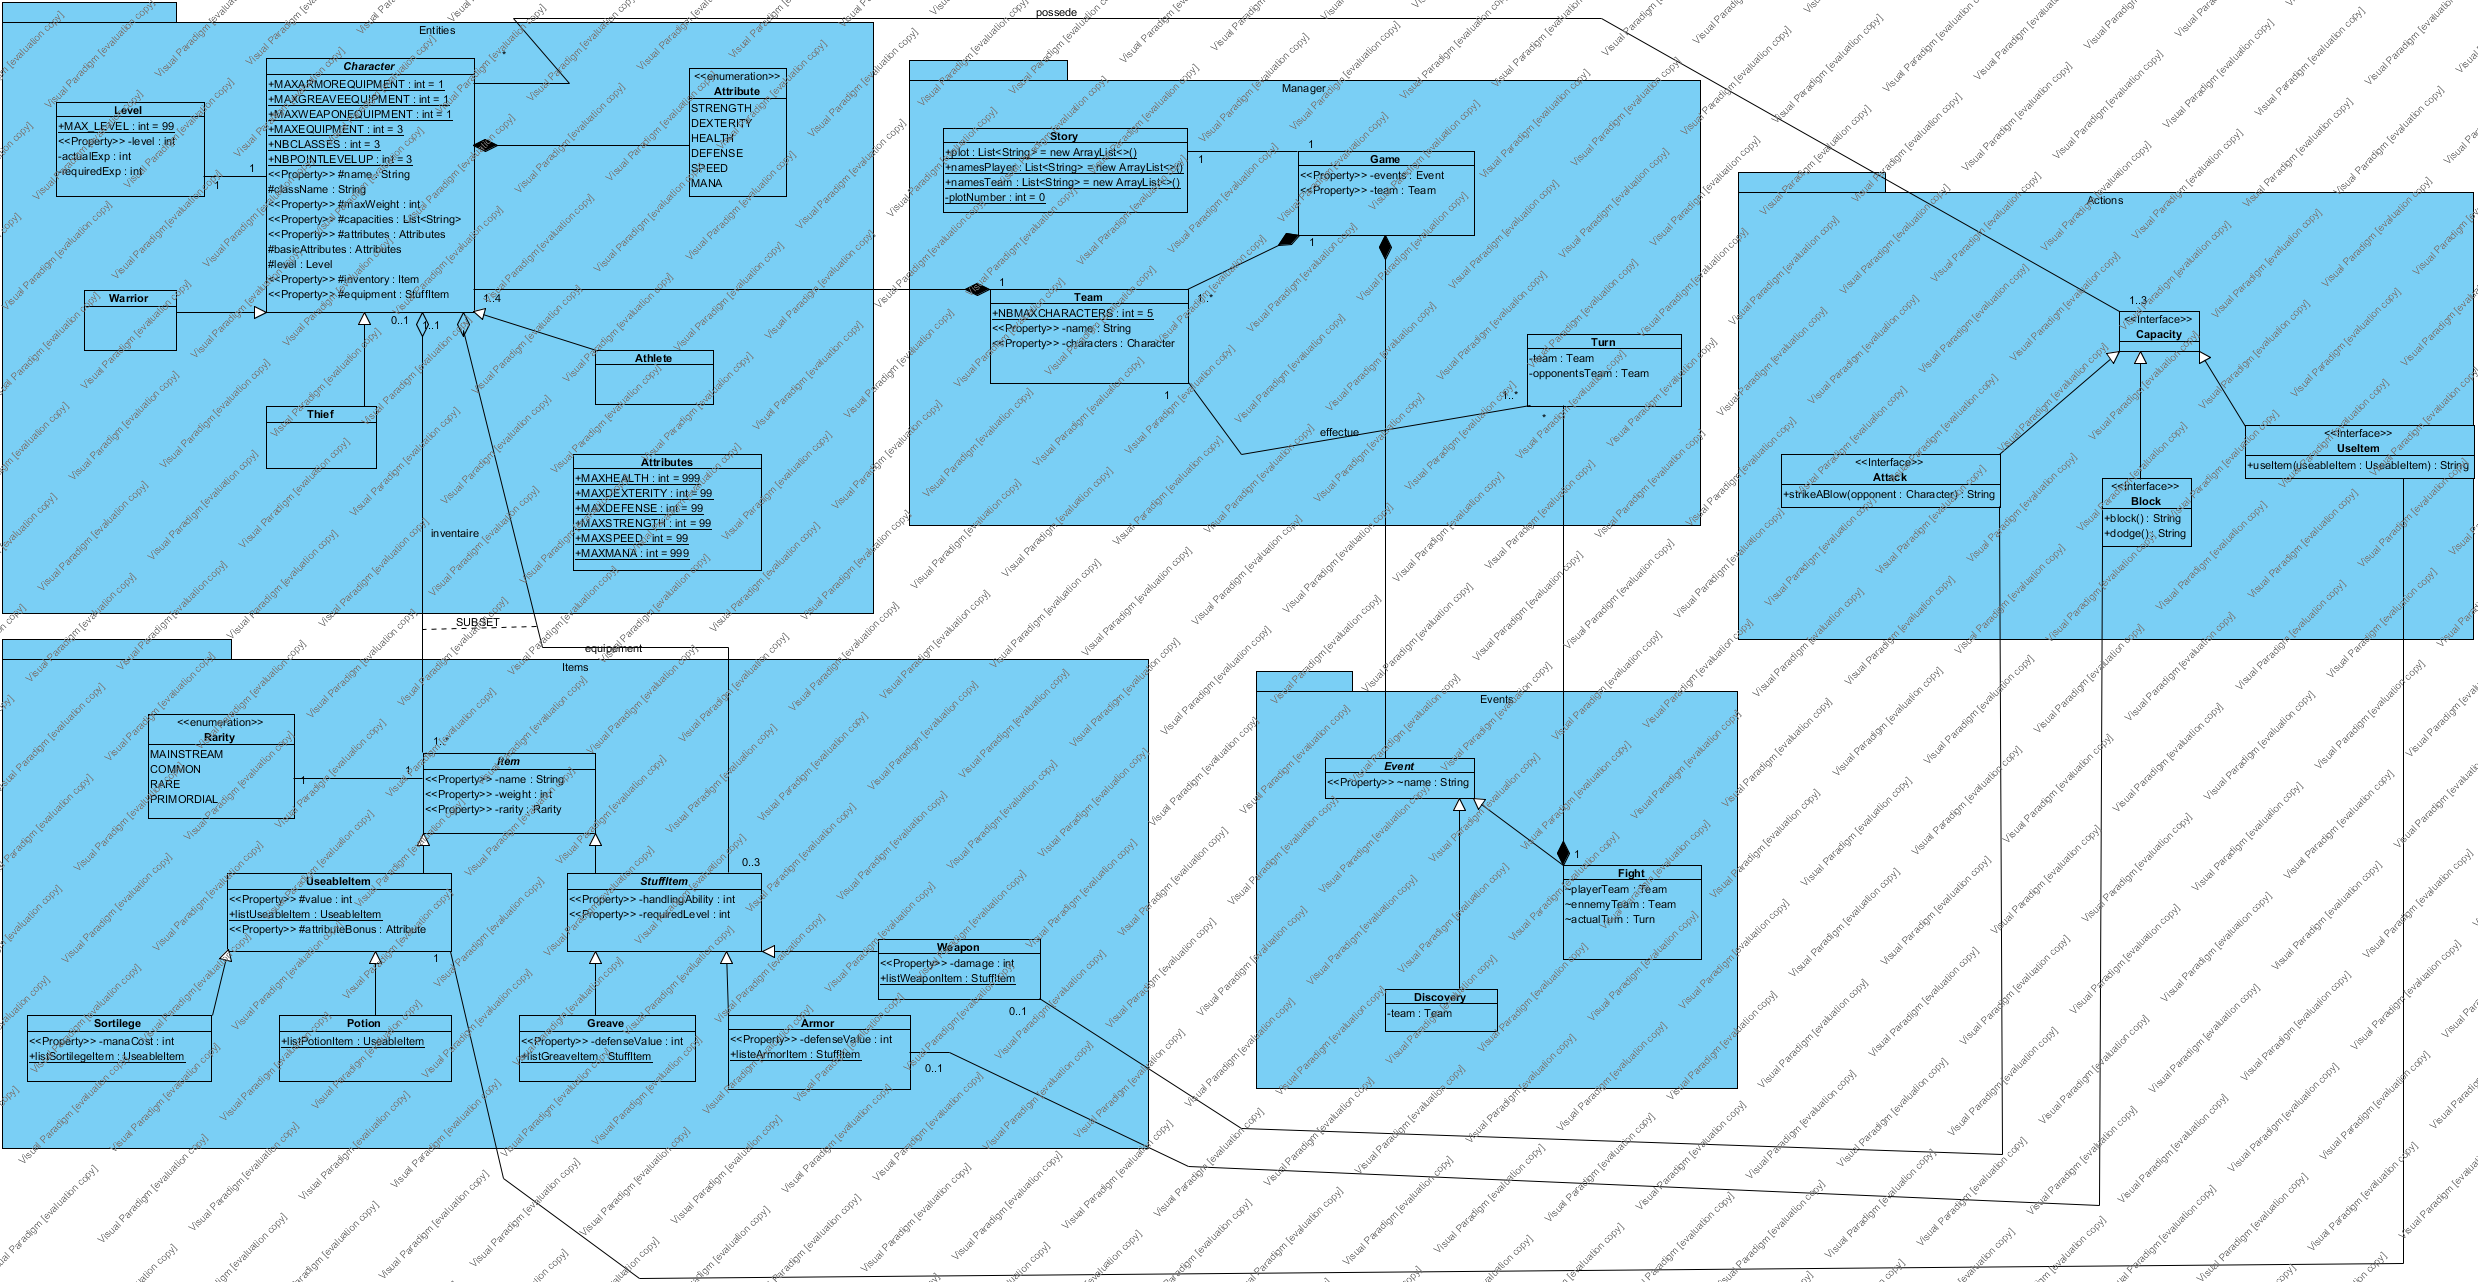 possede
Entities
*
Character
+MAXARMOREQUIPMENT : int = 1
+MAXGREAVEEQUIPMENT : int = 1
+MAXWEAPONEQUIPMENT : int = 1
+MAXEQUIPMENT : int = 3
+NBCLASSES : int = 3
+NBPOINTLEVELUP : int = 3
<<Property>> #name : String
#className : String
<<Property>> #maxWeight : int
<<Property>> #capacities : List<String>
<<Property>> #attributes : Attributes
#basicAttributes : Attributes
#level : Level
<<Property>> #inventory : Item
<<Property>> #equipment : StuffItem
Level
+MAX_LEVEL : int = 99
<<Property>> -level : int
-actualExp : int
-requiredExp : int
1
1
<<enumeration>>
Attribute
STRENGTH
DEXTERITY
HEALTH
DEFENSE
SPEED
MANA
Warrior
Thief
Athlete
0..1
1..4
Attributes
+MAXHEALTH : int = 999
+MAXDEXTERITY : int = 99
+MAXDEFENSE : int = 99
+MAXSTRENGTH : int = 99
+MAXSPEED : int = 99
+MAXMANA : int = 999
inventaire
SUBSET
equipement
Manager
Story
+plot : List<String> = new ArrayList<>()
+namesPlayer : List<String> = new ArrayList<>()
+namesTeam : List<String> = new ArrayList<>()
-plotNumber : int = 0
1
1
Game
<<Property>> -events : Event
<<Property>> -team : Team
1
1
1..*
Team
+NBMAXCHARACTERS : int = 5
<<Property>> -name : String
<<Property>> -characters : Character
1
effectue
1..*
*
Turn
-team : Team
-opponentsTeam : Team
Actions
1..3
<<Interface>>
Capacity
<<Interface>>
Attack
+strikeABlow(opponent : Character) : String
<<Interface>>
Block
+block() : String
+dodge() : String
<<Interface>>
UseItem
+useItem(useableItem : UseableItem) : String
Items
<<enumeration>>
Rarity
MAINSTREAM
COMMON
RARE
PRIMORDIAL
1
1
Item
<<Property>> -name : String
<<Property>> -weight : int
<<Property>> -rarity : Rarity
0..3
UseableItem
<<Property>> #value : int
+listUseableItem : UseableItem
<<Property>> #attributeBonus : Attribute
1
StuffItem
<<Property>> -handlingAbility : int
<<Property>> -requiredLevel : int
Weapon
<<Property>> -damage : int
+listWeaponItem : StuffItem
0..1
Sortilege
<<Property>> -manaCost : int
+listSortilegeItem : UseableItem
Potion
+listPotionItem : UseableItem
Greave
<<Property>> -defenseValue : int
+listGreaveItem : StuffItem
Armor
<<Property>> -defenseValue : int
+listeArmorItem : StuffItem
0..1
Events
Event
<<Property>> ~name : String
1
Fight
~playerTeam : Team
~ennemyTeam : Team
~actualTurn : Turn
Discovery
-team : Team
Visual Paradigm [evaluation copy]